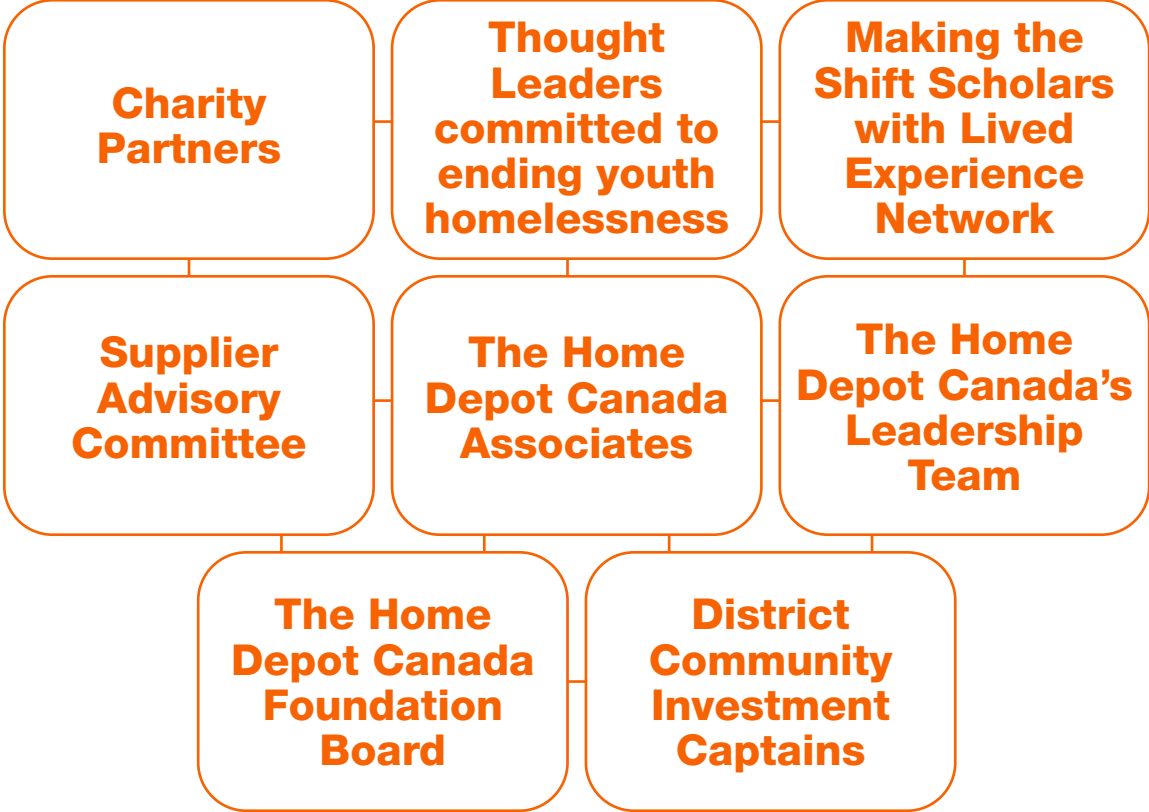 Charity
Partners
Thought
Leaders
committed to
ending youth
homelessness
Making the
Shift Scholars
with Lived
Experience
Network
Supplier
Advisory
Committee
The Home
Depot Canada
Associates
The Home
Depot Canada’s
Leadership
Team
The Home
Depot Canada
Foundation
Board
District
Community
Investment
Captains